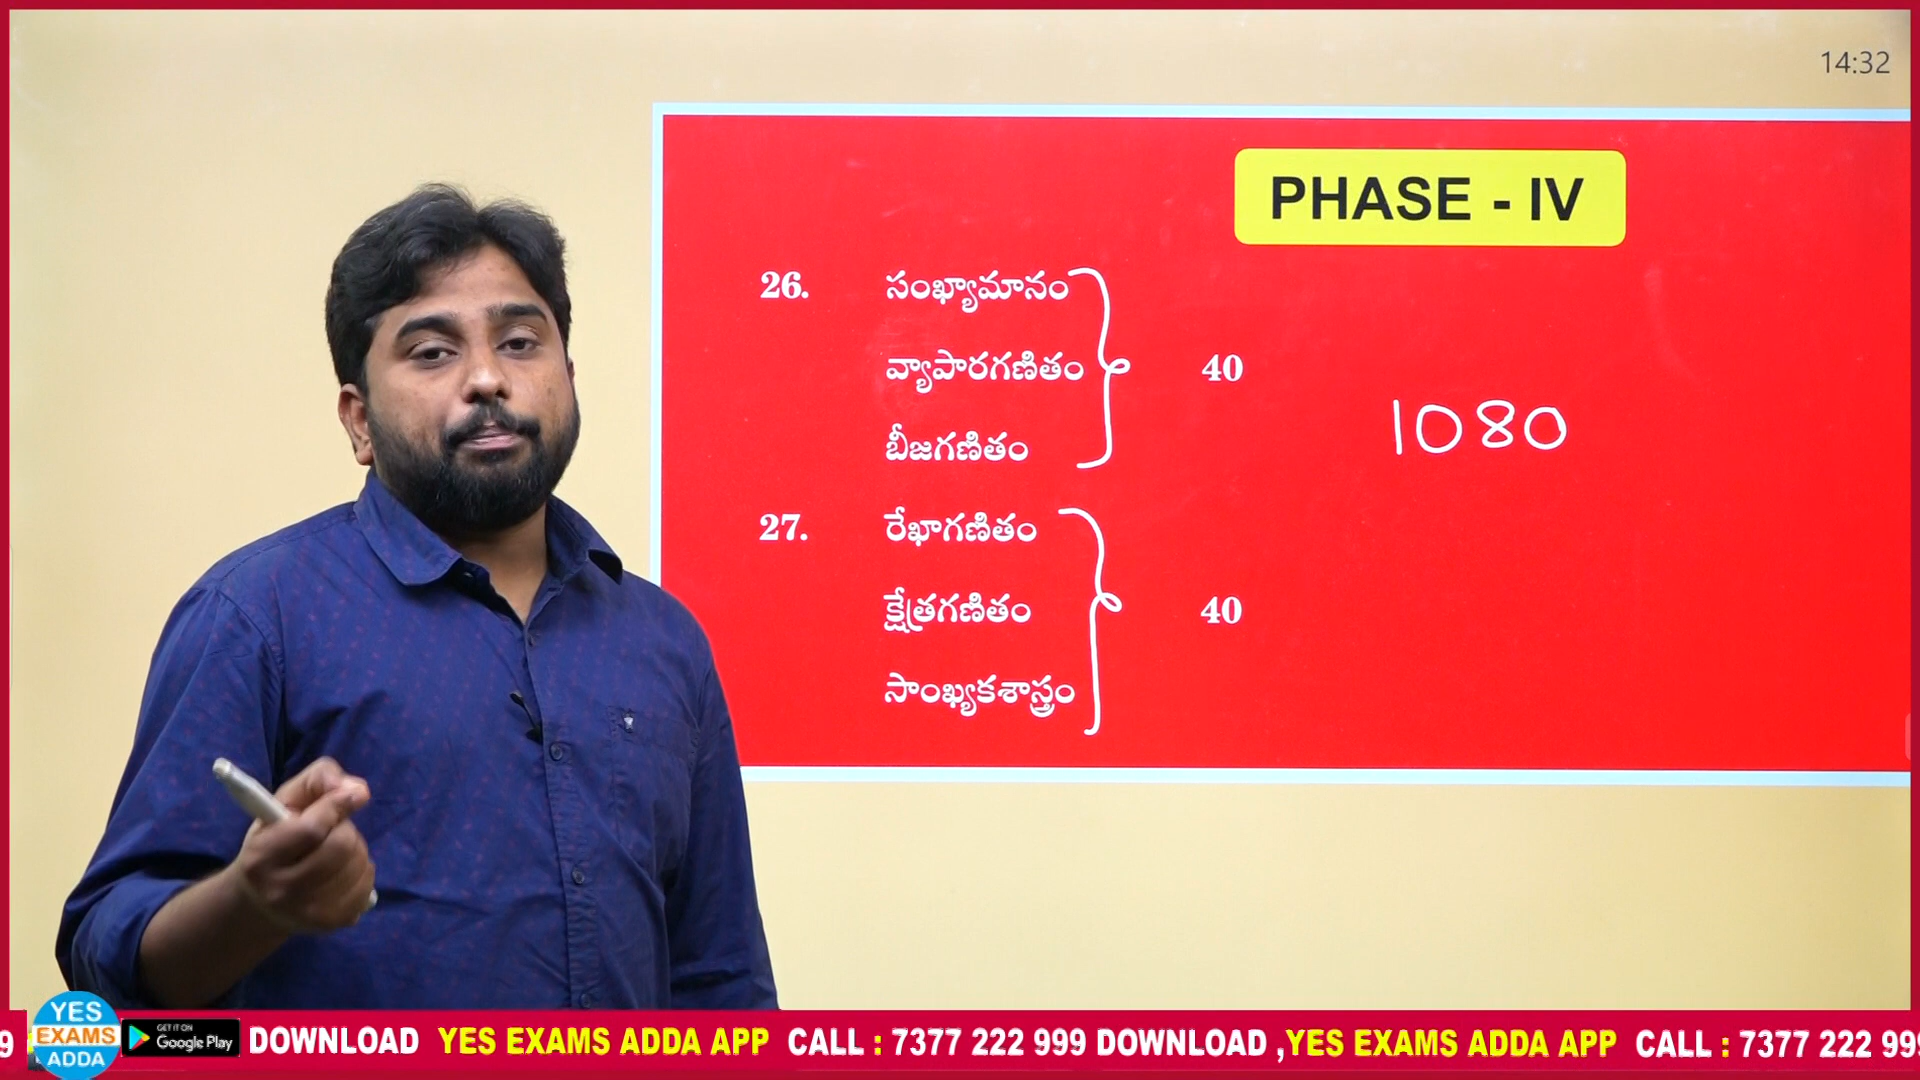 14:32
PHASE - IV
26. సంఖ్యామానం
వ్యాపారగణితం 40
బీజగణితం
1080
27. రేఖాగణితం
క్షేత్రగణితం 40
సాంఖ్యకశాస్త్రం
9 YES EXAMS ADDA GET IT ON Google Play DOWNLOAD YES EXAMS ADDA APP CALL : 7377 222 999 DOWNLOAD ,YES EXAMS ADDA APP CALL : 7377 222 999